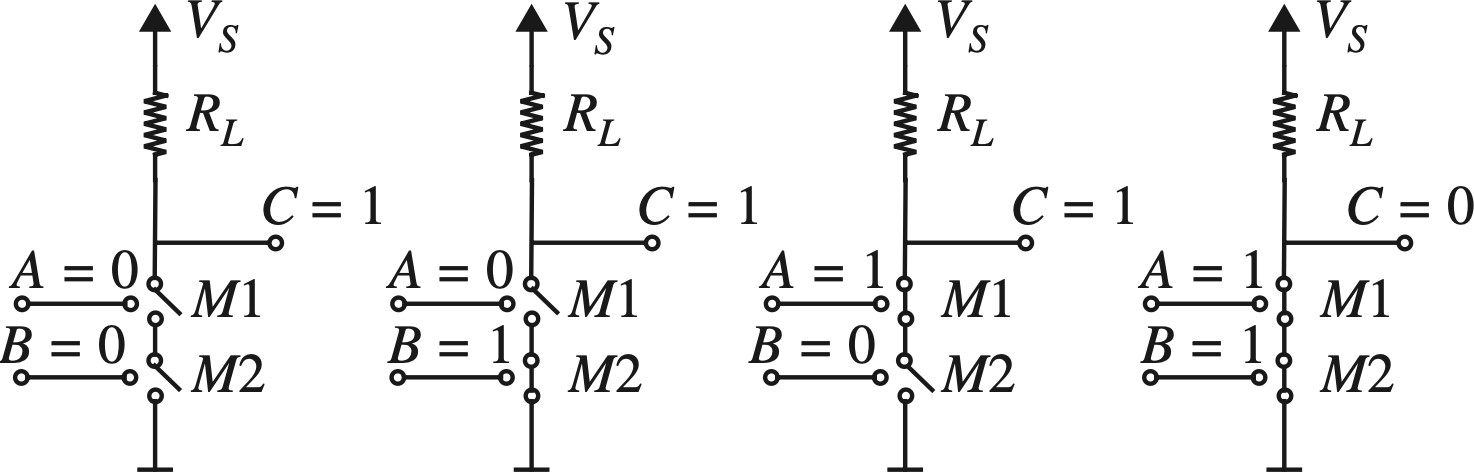 V_S V_S V_S V_S
R_L R_L R_L R_L
C = 1 C = 1 C = 1 C = 0
A = 0 A = 0 A = 1 A = 1
M1 M1 M1 M1
B = 0 B = 1 B = 0 B = 1
M2 M2 M2 M2